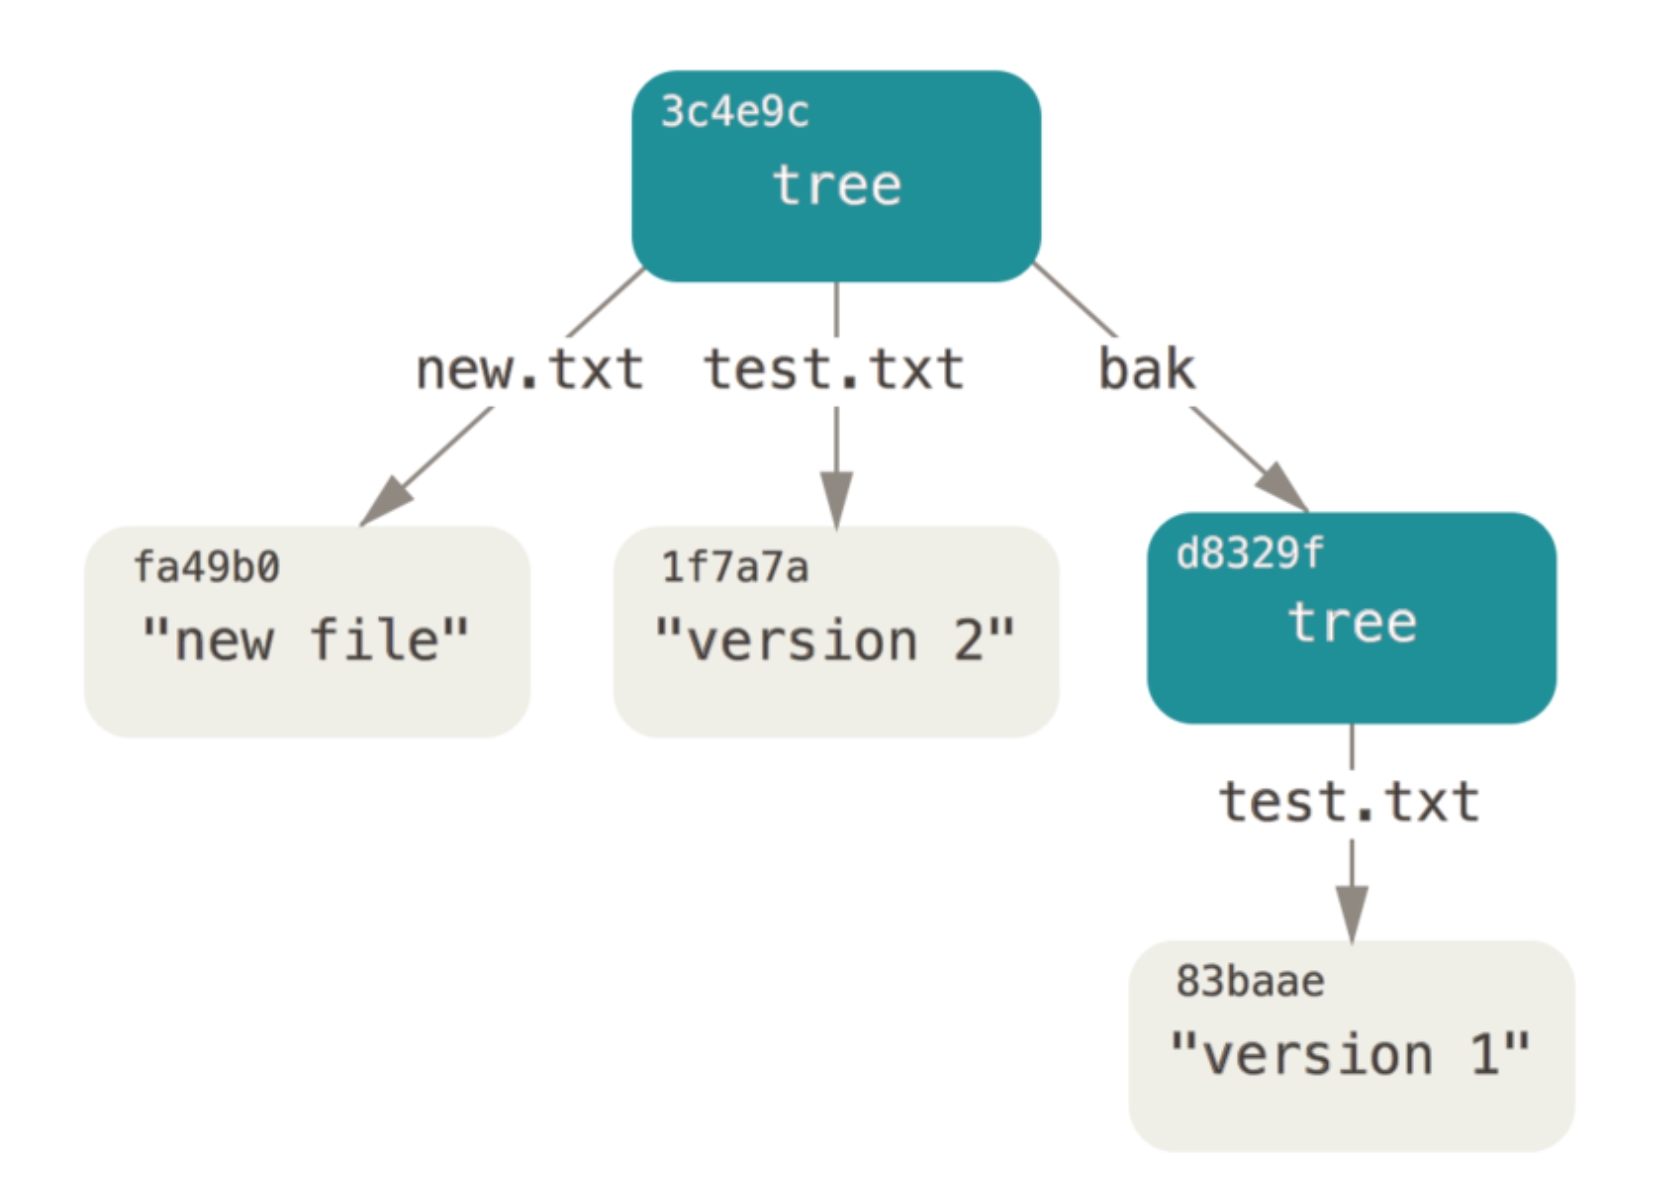 3c4e9c
tree
new.txt
test.txt
bak
fa49b0
"new file"
1f7a7a
"version 2"
d8329f
tree
test.txt
83baae
"version 1"